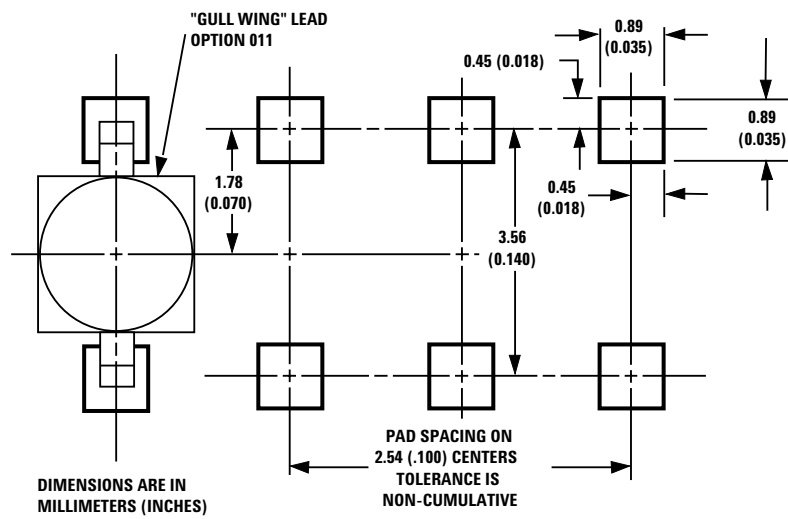 "GULL WING" LEAD
OPTION 011
0.89
(0.035)
0.45 (0.018)
0.89
(0.035)
1.78
(0.070)
0.45
(0.018)
3.56
(0.140)
PAD SPACING ON
2.54 (.100) CENTERS
TOLERANCE IS
NON-CUMULATIVE
DIMENSIONS ARE IN
MILLIMETERS (INCHES)